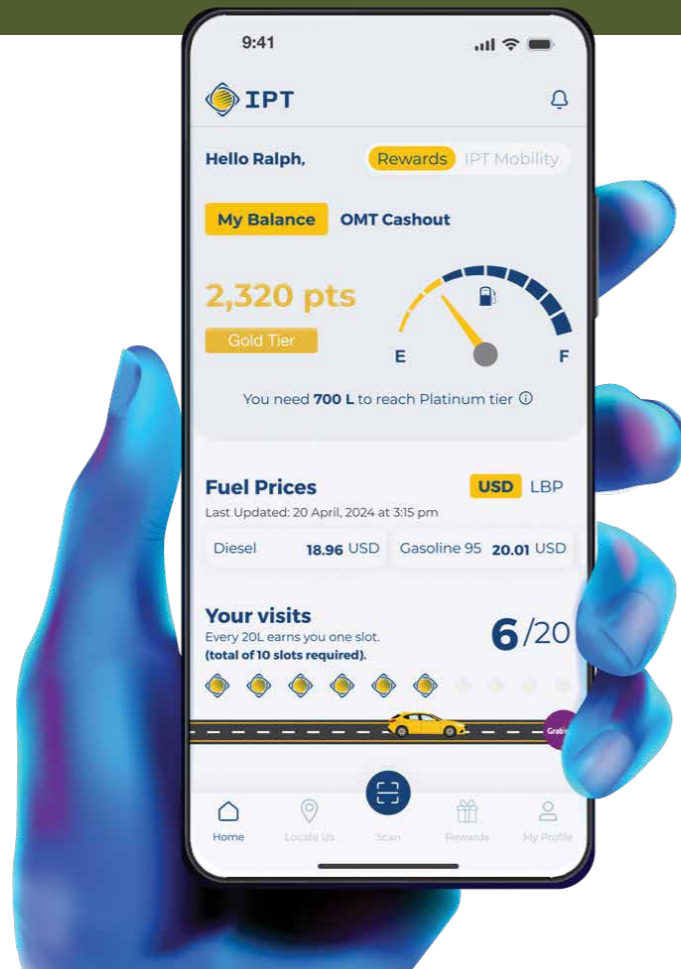 9:41
IPT
Hello Ralph,
Rewards IPT Mobility
My Balance OMT Cashout
2,320 pts
Gold Tier
E F
You need 700 L to reach Platinum tier
Fuel Prices
USD LBP
Last Updated: 20 April, 2024 at 3:15 pm
Diesel 18.96 USD Gasoline 95 20.01 USD
Your visits
6/20
Every 20L earns you one slot.
(total of 10 slots required).
Home Locate Us Scan Rewards My Profile